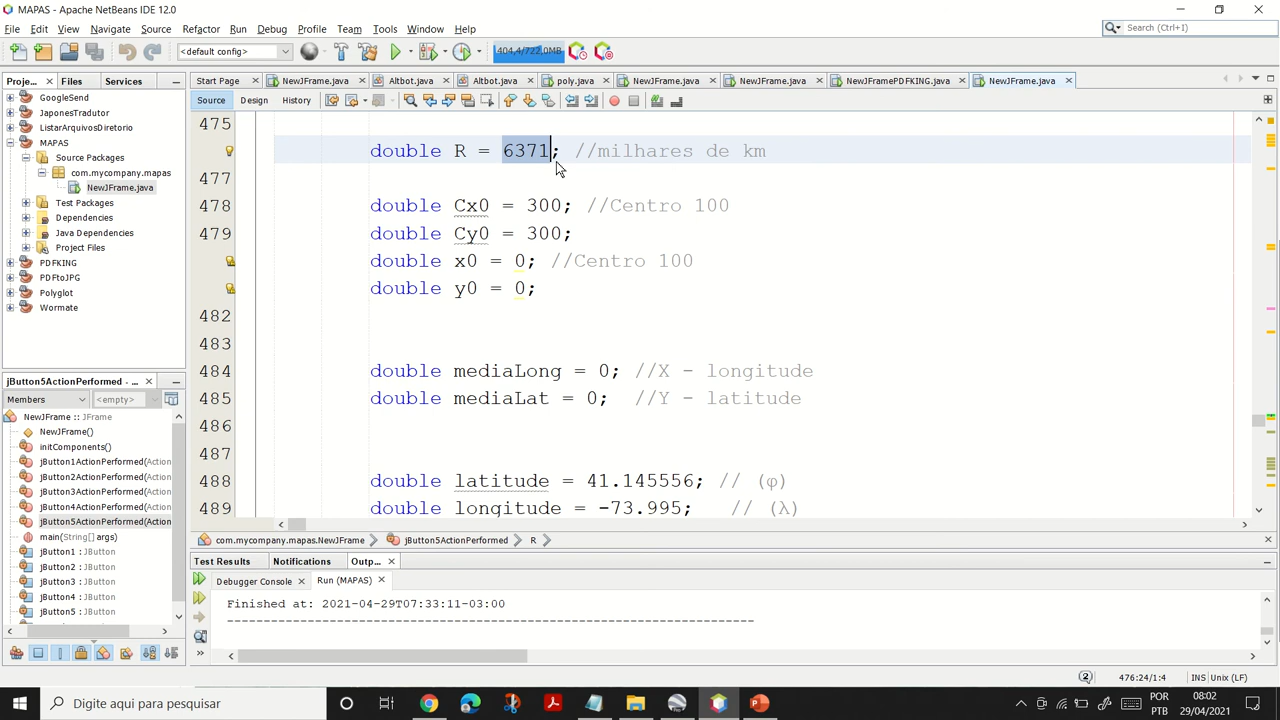 MAPAS - Apache NetBeans IDE 12.0
File Edit View Navigate Source Refactor Run Debug Profile Team Tools Window Help
Search (Ctrl+I)
<default config>
404,4/722,0MB
Projec... Files Services
Start Page NewJFrame.java Altbot.java Altbot.java poly.java NewJFrame.java NewJFrame.java NewJFramePDFKING.java NewJFrame.java
Source Design History
GoogleSend
JaponesTradutor
ListarArquivosDiretorio
MAPAS
Source Packages
com.mycompany.mapas
NewJFrame.java
Test Packages
Dependencies
Java Dependencies
Project Files
PDFKING
PDFtoJPG
Polyglot
Wormate
475
double R = 6371; //milhares de km
477
478 double Cx0 = 300; //Centro 100
479 double Cy0 = 300;
double x0 = 0; //Centro 100
double y0 = 0;
482
483
484 double mediaLong = 0; //X - longitude
485 double mediaLat = 0; //Y - latitude
486
487
488 double latitude = 41.145556; // (φ)
489 double longitude = -73.995; // (λ)
jButton5ActionPerformed - ...
Members <empty>
NewJFrame :: JFrame
NewJFrame()
initComponents()
jButton1ActionPerformed(Action
jButton2ActionPerformed(Action
jButton3ActionPerformed(Action
jButton4ActionPerformed(Action
jButton5ActionPerformed(Action
main(String[] args)
jButton1 : JButton
jButton2 : JButton
jButton3 : JButton
jButton4 : JButton
jButton5 : JButton
com.mycompany.mapas.NewJFrame jButton5ActionPerformed R
Test Results Notifications Outp...
Debugger Console Run (MAPAS)
Finished at: 2021-04-29T07:33:11-03:00
------------------------------------------------------------------------
2 476:24/1:4 INS Unix (LF)
Digite aqui para pesquisar
POR 08:02
PTB 29/04/2021